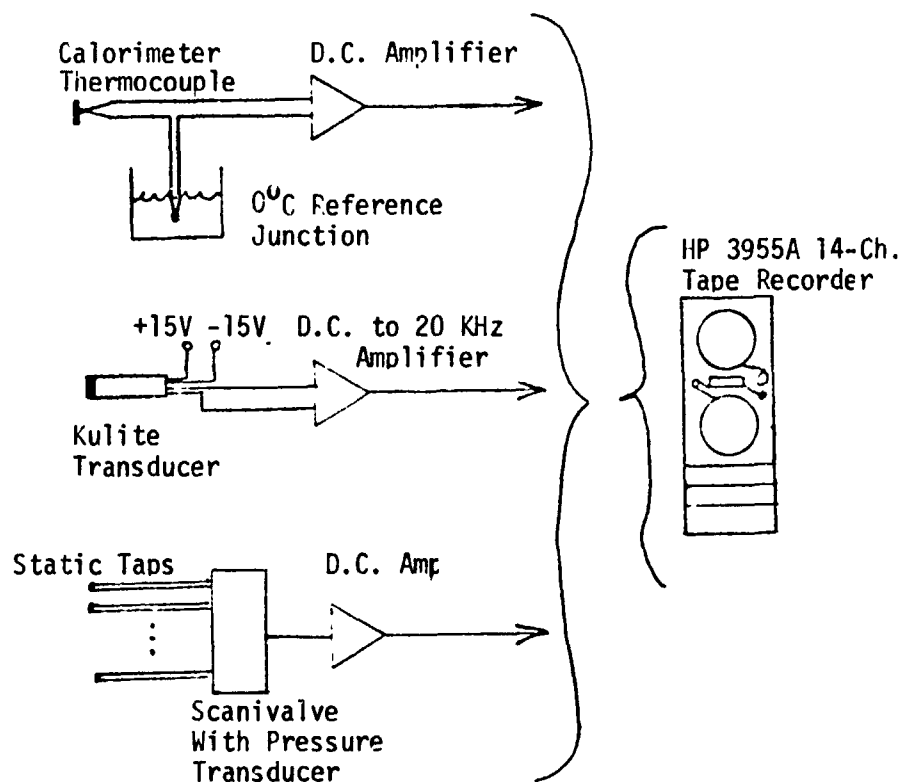 Calorimeter
Thermocouple
D.C. Amplifier
0°C Reference
Junction
HP 3955A 14-Ch.
Tape Recorder
+15V -15V
D.C. to 20 KHz
Amplifier
Kulite
Transducer
Static Taps
D.C. Amp
Scanivalve
With Pressure
Transducer